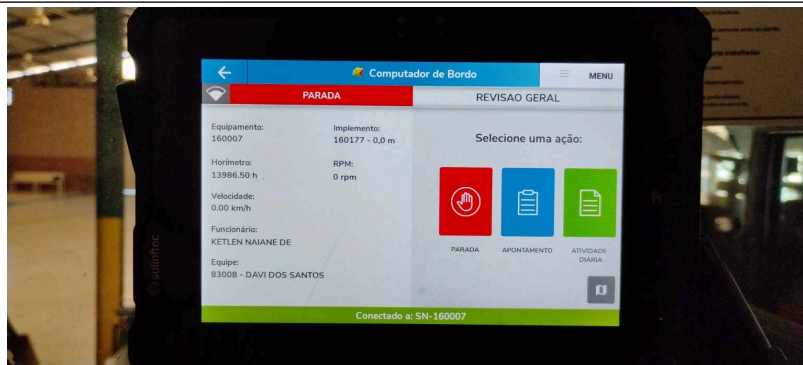 Computador de Bordo
MENU
PARADA
REVISAO GERAL
Equipamento:
160007
Implemento:
160177 - 0,0 m
Horímetro:
13986.50 h
RPM:
0 rpm
Velocidade:
0.00 km/h
Funcionário:
KETLEN NAIANE DE
Equipe:
83008 - DAVI DOS SANTOS
Selecione uma ação:
PARADA
APONTAMENTO
ATIVIDADE
DIARIA
Conectado a: SN-160007
solinftec